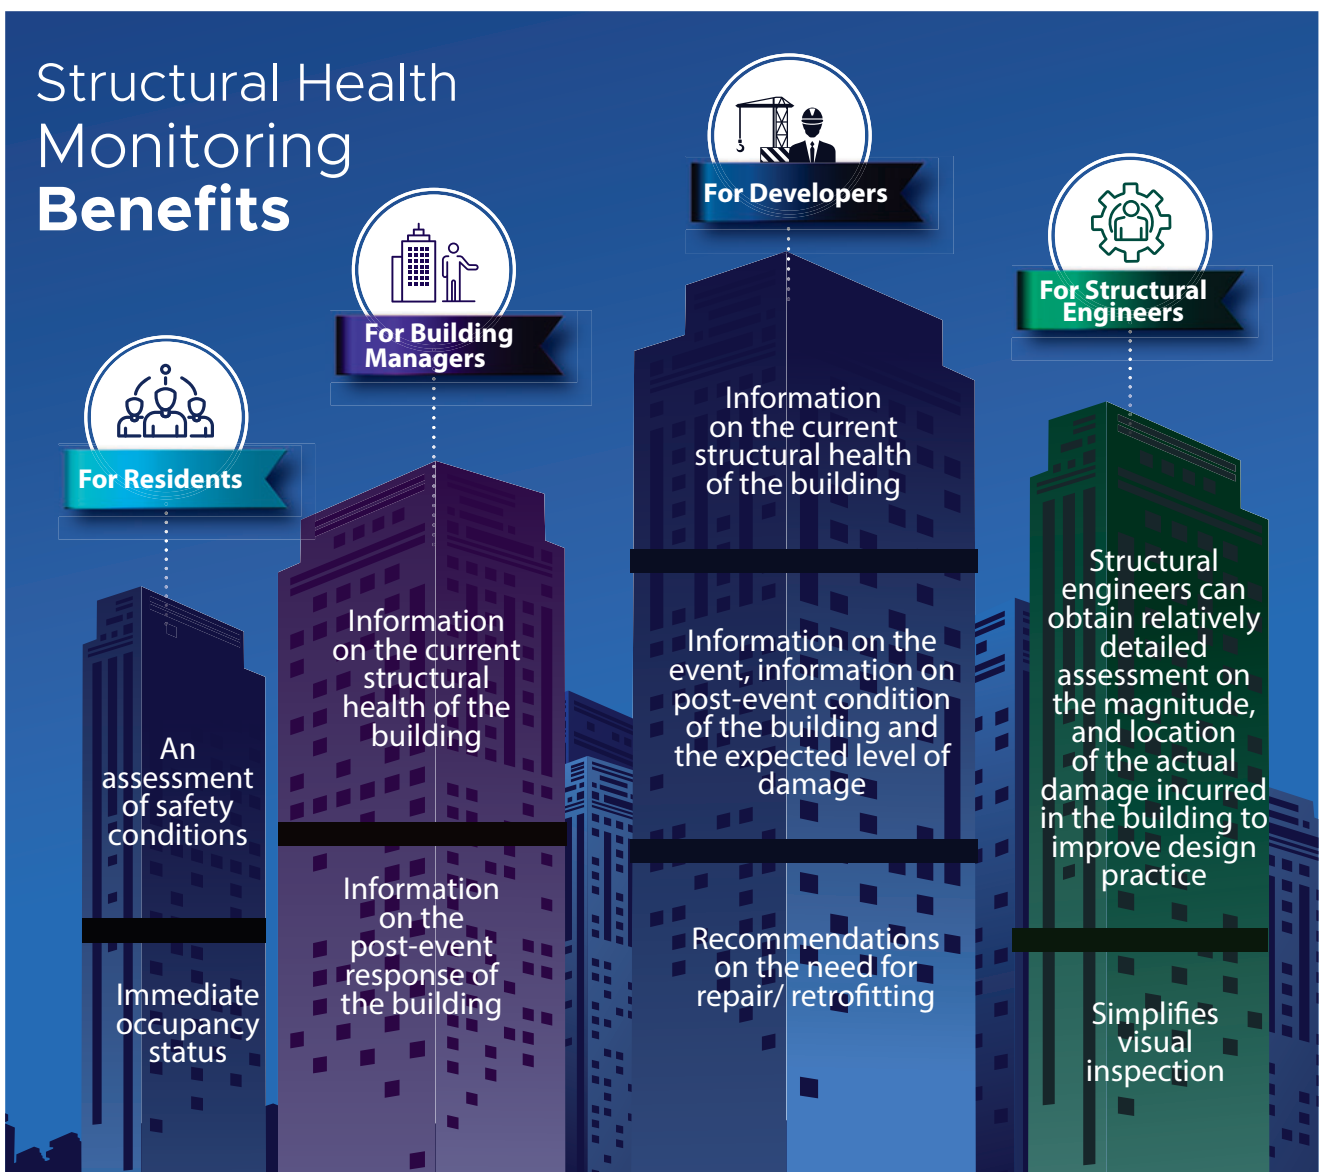 Structural Health
Monitoring
Benefits
For Residents
An
assessment
of safety
conditions
Immediate
occupancy
status
For Building
Managers
Information
on the current
structural
health of the
building
Information
on the
post-event
response of
the building
For Developers
Information
on the current
structural health
of the building
Information on the
event, information on
post-event condition
of the building and
the expected level of
damage
Recommendations
on the need for
repair/ retrofitting
For Structural
Engineers
Structural
engineers can
obtain relatively
detailed
assessment on
the magnitude,
and location
of the actual
damage incurred
in the building to
improve design
practice
Simplifies
visual
inspection